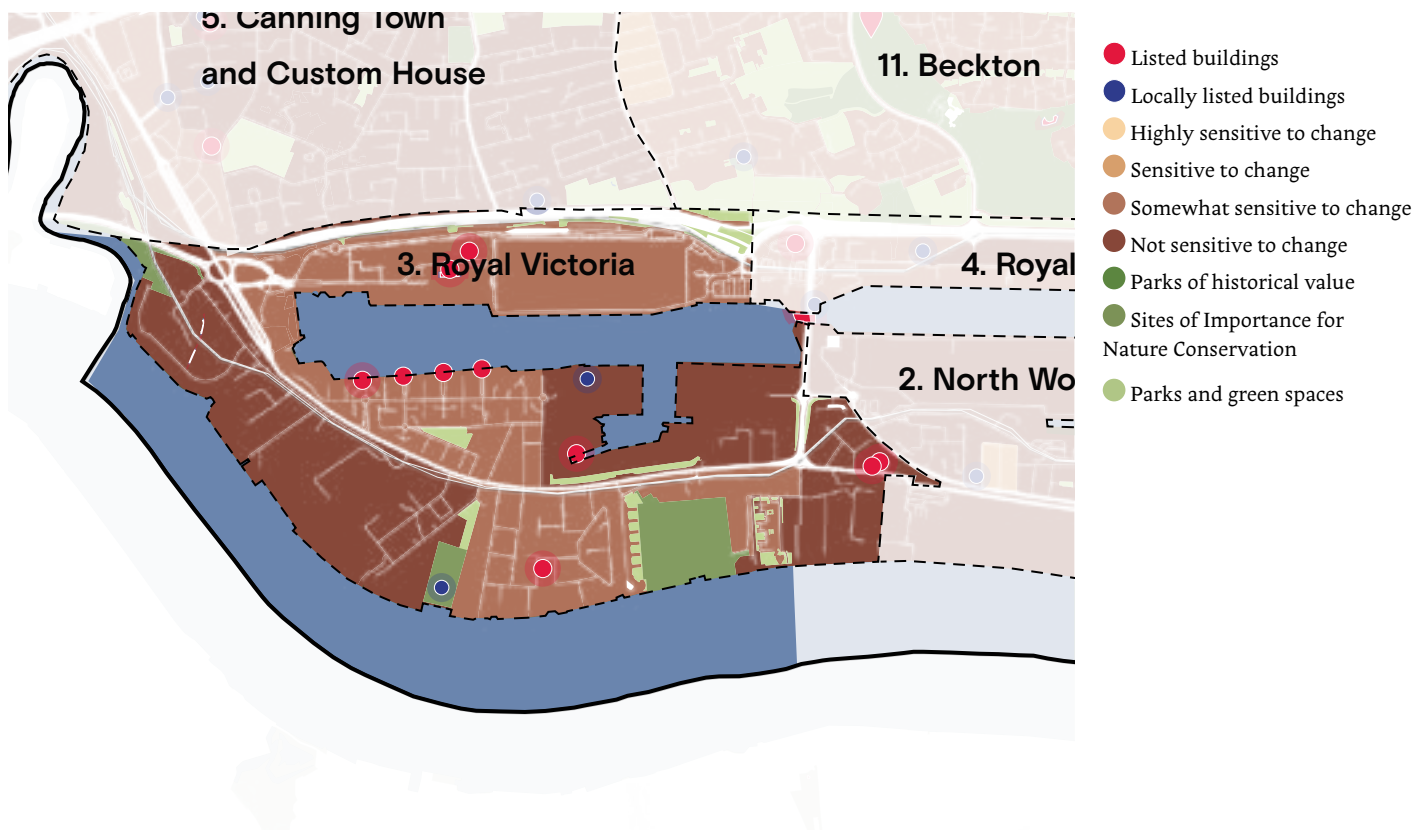 5. Canning Town
and Custom House
11. Beckton
3. Royal Victoria
4. Royal
2. North Wo
Listed buildings
Locally listed buildings
Highly sensitive to change
Sensitive to change
Somewhat sensitive to change
Not sensitive to change
Parks of historical value
Sites of Importance for
Nature Conservation
Parks and green spaces